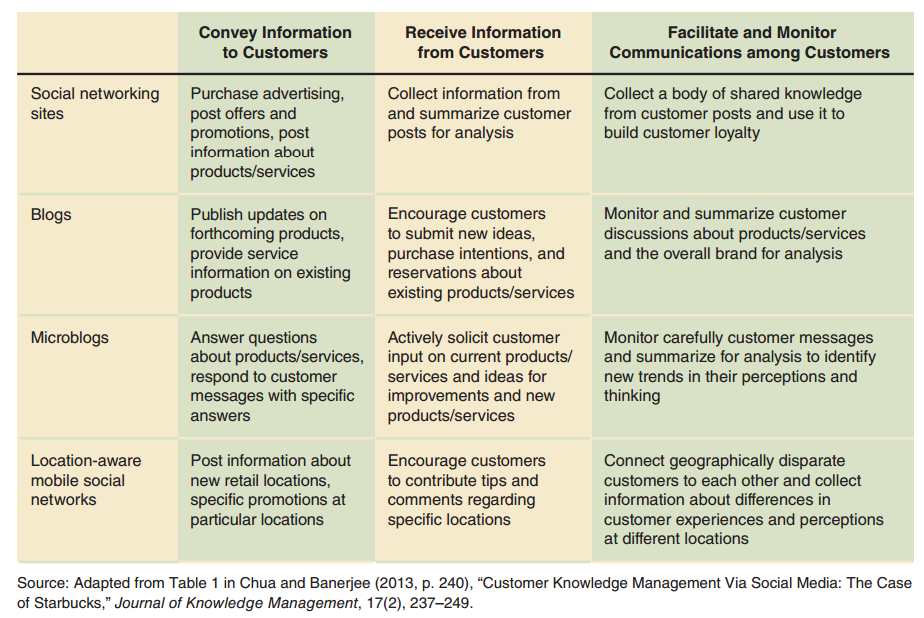 Convey Information
to Customers
Receive Information
from Customers
Facilitate and Monitor
Communications among Customers
Social networking
sites
Purchase advertising,
post offers and
promotions, post
information about
products/services
Collect information from
and summarize customer
posts for analysis
Collect a body of shared knowledge
from customer posts and use it to
build customer loyalty
Blogs
Publish updates on
forthcoming products,
provide service
information on existing
products
Encourage customers
to submit new ideas,
purchase intentions, and
reservations about
existing products/services
Monitor and summarize customer
discussions about products/services
and the overall brand for analysis
Microblogs
Answer questions
about products/services,
respond to customer
messages with specific
answers
Actively solicit customer
input on current products/
services and ideas for
improvements and new
products/services
Monitor carefully customer messages
and summarize for analysis to identify
new trends in their perceptions and
thinking
Location-aware
mobile social
networks
Post information about
new retail locations,
specific promotions at
particular locations
Encourage customers
to contribute tips and
comments regarding
specific locations
Connect geographically disparate
customers to each other and collect
information about differences in
customer experiences and perceptions
at different locations
Source: Adapted from Table 1 in Chua and Banerjee (2013, p. 240), “Customer Knowledge Management Via Social Media: The Case
of Starbucks,” Journal of Knowledge Management, 17(2), 237–249.